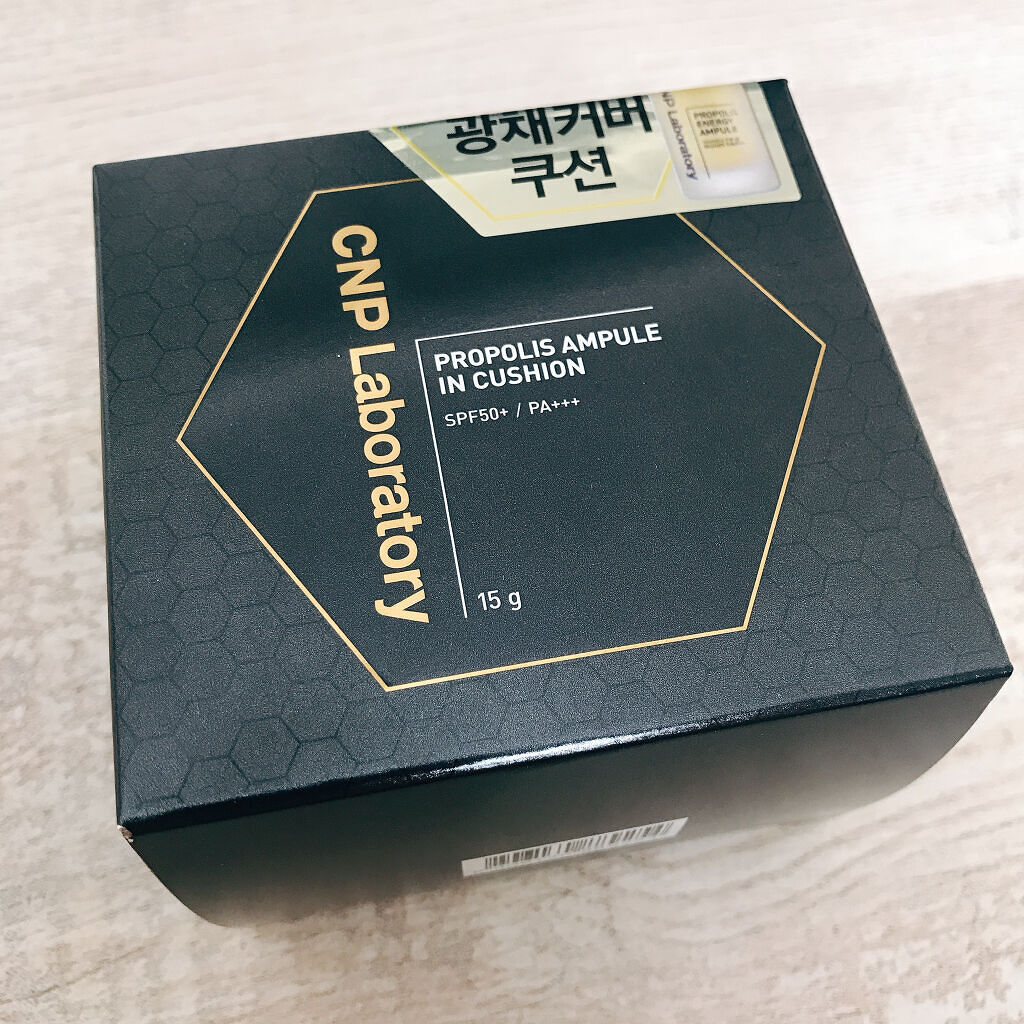 광채커버
쿠션
CNP Laboratory
PROPOLIS
ENERGY
AMPULE
CNP Laboratory
PROPOLIS AMPULE
IN CUSHION
SPF50+ / PA+++
15 g